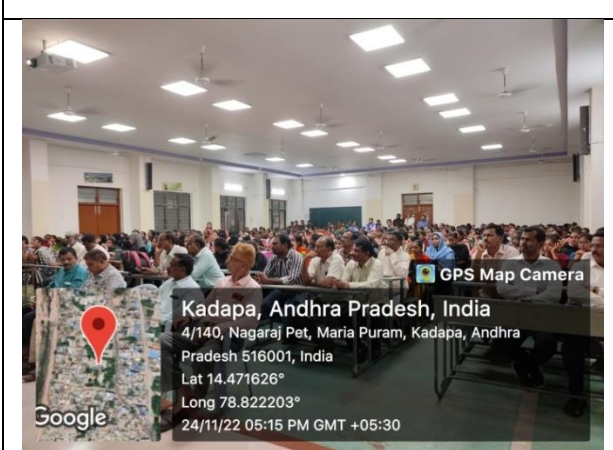 GPS Map Camera
Kadapa, Andhra Pradesh, India
4/140, Nagaraj Pet, Maria Puram, Kadapa, Andhra
Pradesh 516001, India
Lat 14.471626°
Long 78.822203°
24/11/22 05:15 PM GMT +05:30
Google